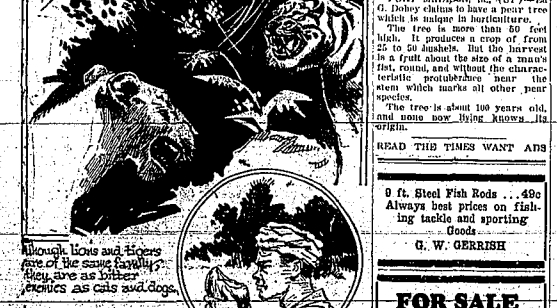 G. Dobey claims to have a pear tree
which is unique in horticulture.
The tree is more than 60 feet
high. It produces a crop of from
25 to 50 bushels. But the harvest
is a fruit about the size of a man's
fist, round, and without the charac-
teristic protuberance near the
stem which marks all other pear
species.
The tree is about 100 years old,
and none now living knows its
origin.
READ THE TIMES WANT ADS
9 ft. Steel Fish Rods ...49c
Always best prices on fish-
ing tackle and sporting
Goods
G. W. GERRISH
FOR SALE
Although lions and tigers
are of the same family,
they are as bitter
enemies as cats and dogs.